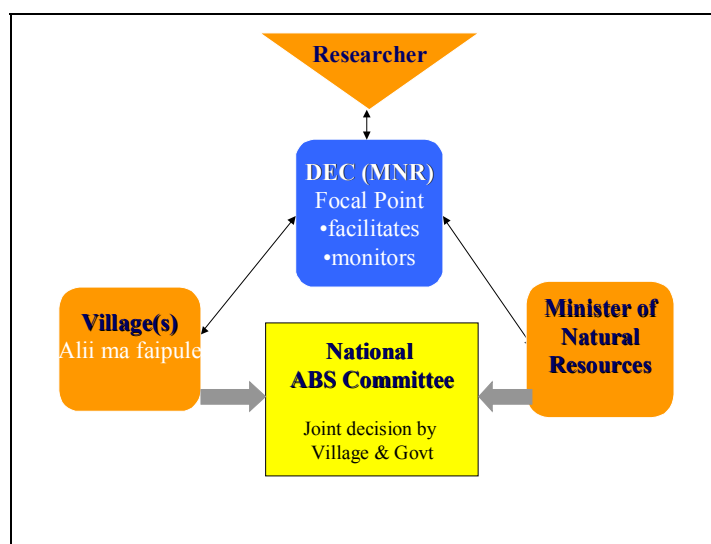 Researcher
DEC (MNR)
Focal Point
•facilitates
•monitors
Village(s)
Alii ma faipule
National
ABS Committee
Joint decision by
Village & Govt
Minister of
Natural
Resources